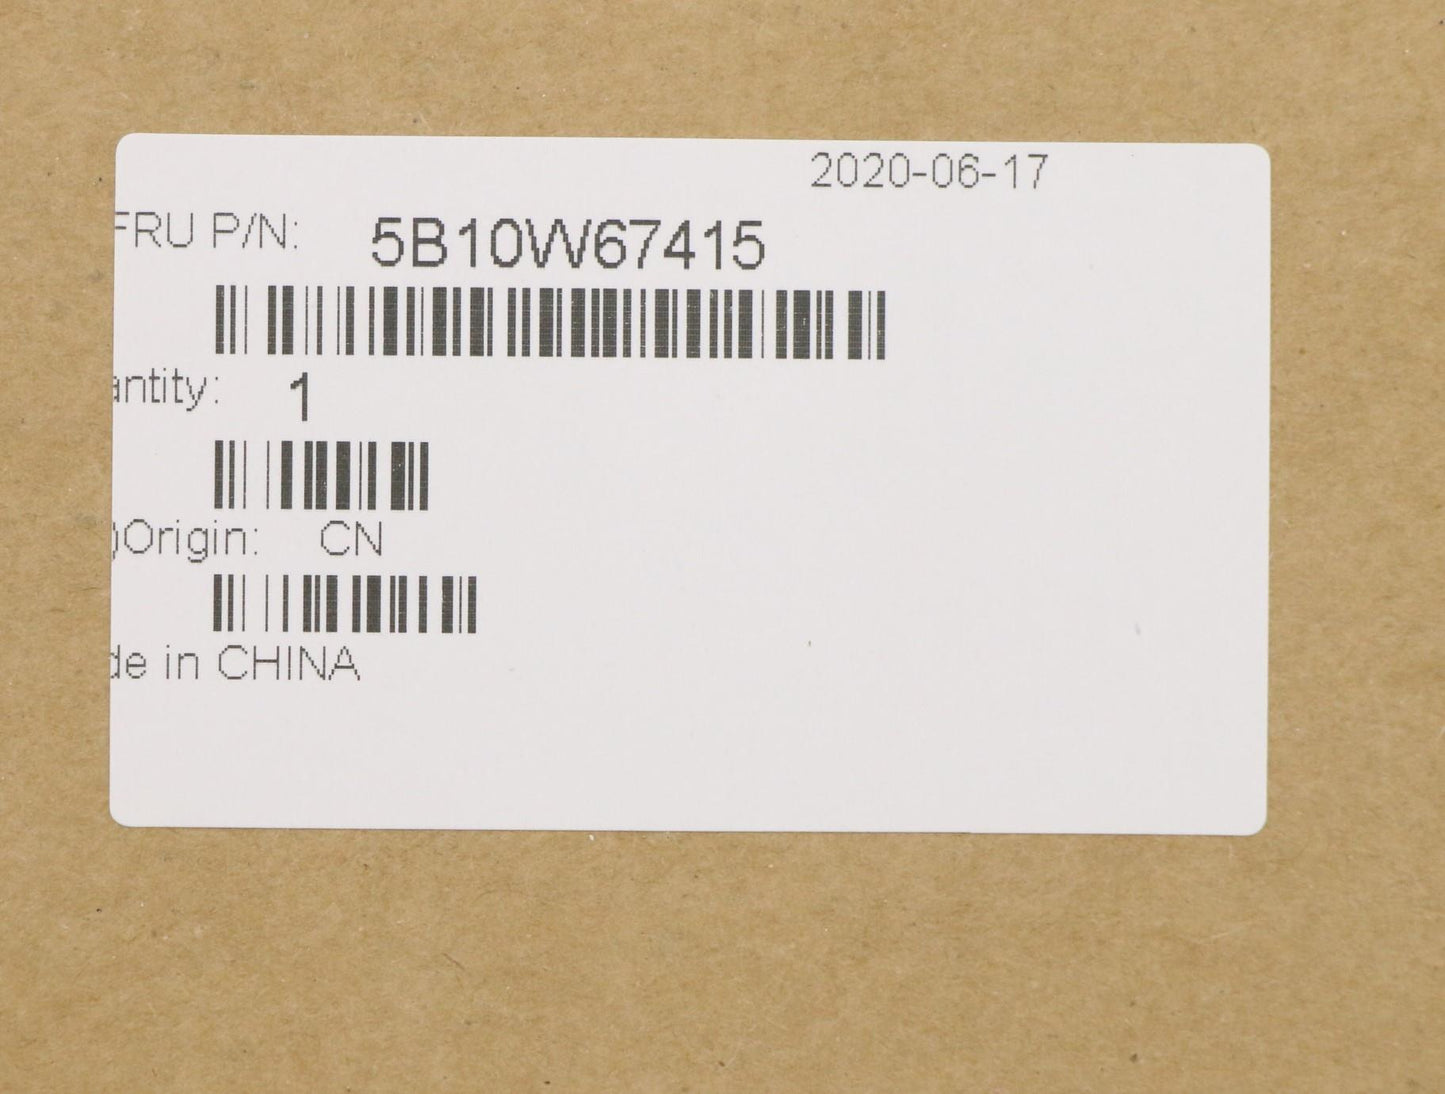 2020-06-17
FRU P/N: 5B10W67415
antity: 1
)Origin: CN
de in CHINA